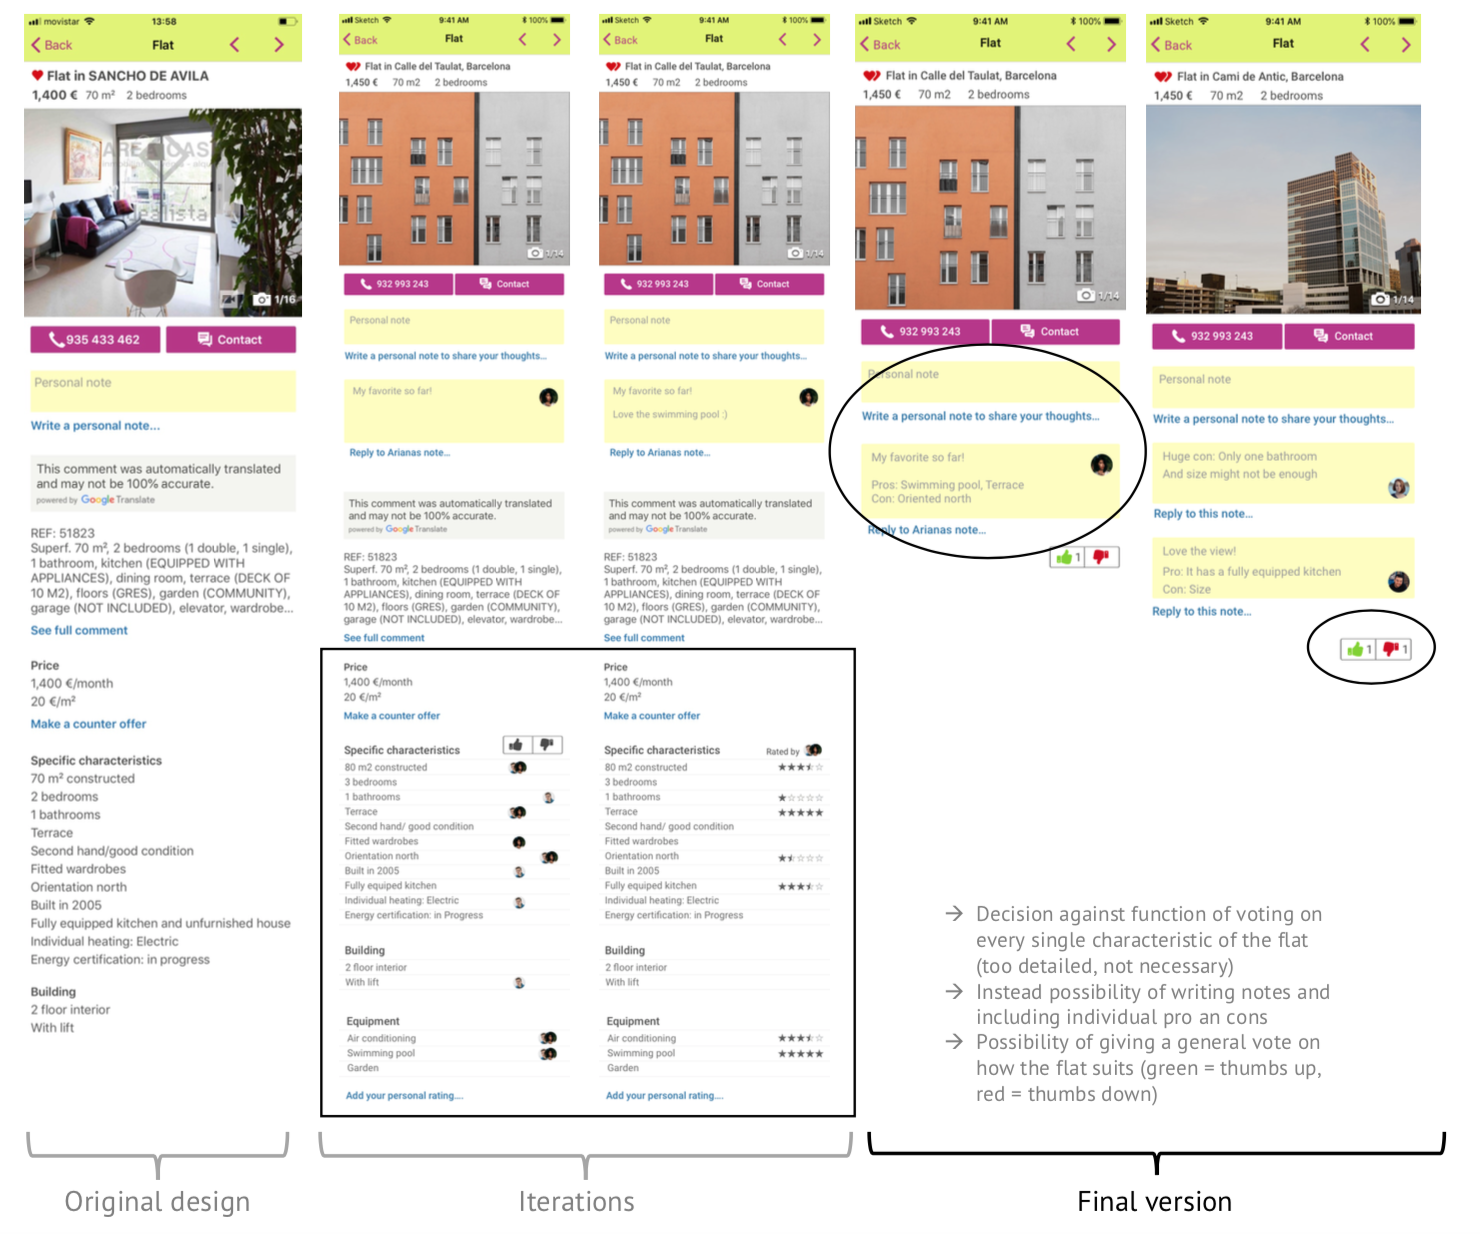 movistar
13:58
Back
Flat
Flat in SANCHO DE AVILA
1,400 € 70 m² 2 bedrooms
1/16
935 433 462
Contact
Personal note
Write a personal note...
This comment was automatically translated
and may not be 100% accurate.
powered by Google Translate
REF: 51823
Superf. 70 m², 2 bedrooms (1 double, 1 single),
1 bathroom, kitchen (EQUIPPED WITH
APPLIANCES), dining room, terrace (DECK OF
10 M2), floors (GRES), garden (COMMUNITY),
garage (NOT INCLUDED), elevator, wardrobe...
See full comment
Price
1,400 €/month
20 €/m²
Make a counter offer
Specific characteristics
70 m² constructed
2 bedrooms
1 bathrooms
Terrace
Second hand/good condition
Fitted wardrobes
Orientation north
Built in 2005
Fully equipped kitchen and unfurnished house
Individual heating: Electric
Energy certification: in progress
Building
2 floor interior
With lift
Sketch
9:41 AM
100%
Back
Flat
Flat in Calle del Taulat, Barcelona
1,450 € 70 m2 2 bedrooms
1/14
932 993 243
Contact
Personal note
Write a personal note to share your thoughts...
My favorite so far!
Reply to Arianas note...
This comment was automatically translated
and may not be 100% accurate.
powered by Google Translate
REF: 51823
Superf. 70 m², 2 bedrooms (1 double, 1 single),
1 bathroom, kitchen (EQUIPPED WITH
APPLIANCES), dining room, terrace (DECK OF
10 M2), floors (GRES), garden (COMMUNITY),
garage (NOT INCLUDED), elevator, wardrobe...
See full comment
Price
1,400 €/month
20 €/m²
Make a counter offer
Specific characteristics
80 m2 constructed
3 bedrooms
1 bathrooms
Terrace
Second hand/ good condition
Fitted wardrobes
Orientation north
Built in 2005
Fully equiped kitchen
Individual heating: Electric
Energy certification: in Progress
Building
2 floor interior
With lift
Equipment
Air conditioning
Swimming pool
Garden
Add your personal rating....
Sketch
9:41 AM
100%
Back
Flat
Flat in Calle del Taulat, Barcelona
1,450 € 70 m2 2 bedrooms
1/14
932 993 243
Contact
Personal note
Write a personal note to share your thoughts...
My favorite so far!
Love the swimming pool :)
Reply to Arianas note...
This comment was automatically translated
and may not be 100% accurate.
powered by Google Translate
REF: 51823
Superf. 70 m², 2 bedrooms (1 double, 1 single),
1 bathroom, kitchen (EQUIPPED WITH
APPLIANCES), dining room, terrace (DECK OF
10 M2), floors (GRES), garden (COMMUNITY),
garage (NOT INCLUDED), elevator, wardrobe...
See full comment
Price
1,400 €/month
20 €/m²
Make a counter offer
Specific characteristics
Rated by
80 m2 constructed
3 bedrooms
1 bathrooms
Terrace
Second hand/ good condition
Fitted wardrobes
Orientation north
Built in 2005
Fully equiped kitchen
Individual heating: Electric
Energy certification: in Progress
Building
2 floor interior
With lift
Equipment
Air conditioning
Swimming pool
Garden
Add your personal rating....
Sketch
9:41 AM
100%
Back
Flat
Flat in Calle del Taulat, Barcelona
1,450 € 70 m2 2 bedrooms
1/14
932 993 243
Contact
Personal note
Write a personal note to share your thoughts...
My favorite so far!
Pros: Swimming pool, Terrace
Con: Oriented north
Reply to Arianas note...
1
Sketch
9:41 AM
100%
Back
Flat
Flat in Cami de Antic, Barcelona
1,450 € 70 m2 2 bedrooms
1/14
932 993 243
Contact
Personal note
Write a personal note to share your thoughts...
Huge con: Only one bathroom
And size might not be enough
Reply to this note...
Love the view!
Pro: It has a fully equipped kitchen
Con: Size
Reply to this note...
1 1
→ Decision against function of voting on
every single characteristic of the flat
(too detailed, not necessary)
→ Instead possibility of writing notes and
including individual pro an cons
→ Possibility of giving a general vote on
how the flat suits (green = thumbs up,
red = thumbs down)
Original design
Iterations
Final version